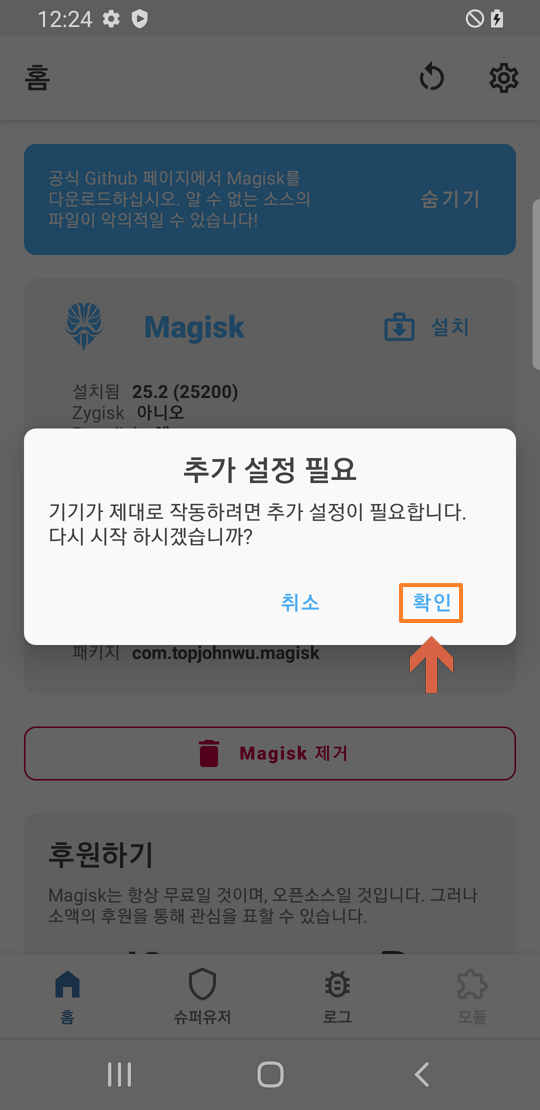 12:24
홈
공식 Github 페이지에서 Magisk를
다운로드하십시오. 알 수 없는 소스의
파일이 악의적일 수 있습니다!
숨기기
Magisk
설치
설치됨 25.2 (25200)
Zygisk 아니오
추가 설정 필요
기기가 제대로 작동하려면 추가 설정이 필요합니다.
다시 시작 하시겠습니까?
취소
확인
패키지 com.topjohnwu.magisk
Magisk 제거
후원하기
Magisk는 항상 무료일 것이며, 오픈소스일 것입니다. 그러나
소액의 후원을 통해 관심을 표할 수 있습니다.
홈
슈퍼유저
로그
모듈